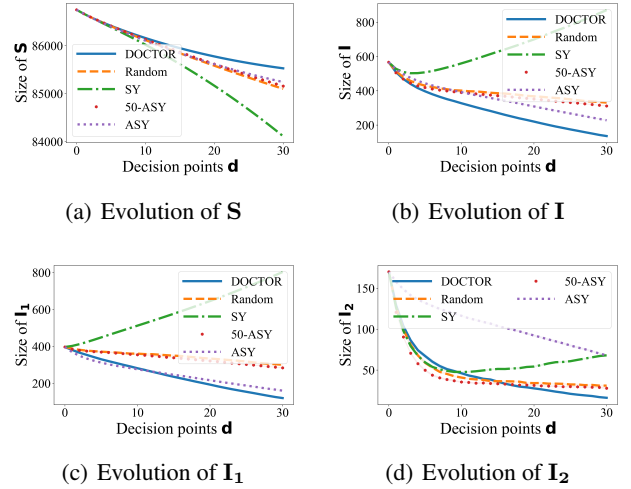 Size of S
86000
85000
84000
DOCTOR
Random
SY
50-ASY
ASY
0
10
20
30
Decision points d
(a) Evolution of S
Size of I
800
600
400
200
DOCTOR
Random
SY
50-ASY
ASY
0
10
20
30
Decision points d
(b) Evolution of I
Size of I₁
800
600
400
200
DOCTOR
Random
SY
50-ASY
ASY
0
10
20
30
Decision points d
(c) Evolution of I₁
Size of I₂
150
100
50
DOCTOR 50-ASY
Random ASY
SY
0
10
20
30
Decision points d
(d) Evolution of I₂